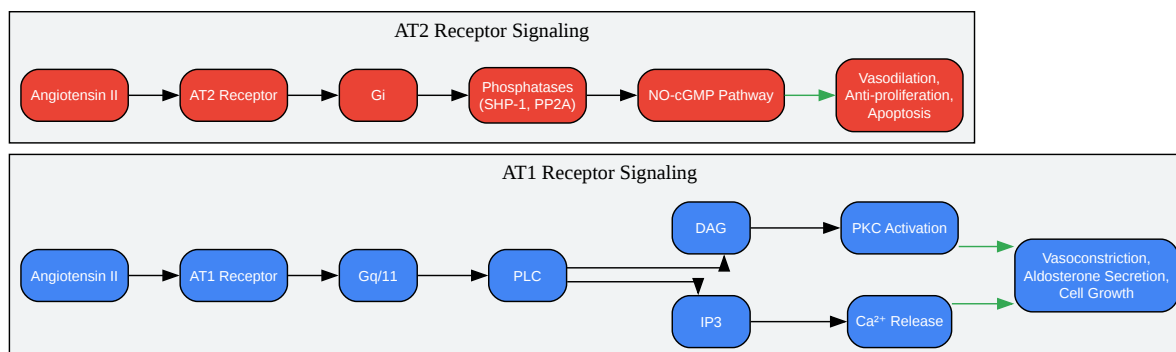 AT2 Receptor Signaling
Angiotensin II
AT2 Receptor
Gi
Phosphatases
(SHP-1, PP2A)
NO-cGMP Pathway
Vasodilation,
Anti-proliferation,
Apoptosis
AT1 Receptor Signaling
Angiotensin II
AT1 Receptor
Gq/11
PLC
DAG
PKC Activation
IP3
Ca²⁺ Release
Vasoconstriction,
Aldosterone Secretion,
Cell Growth